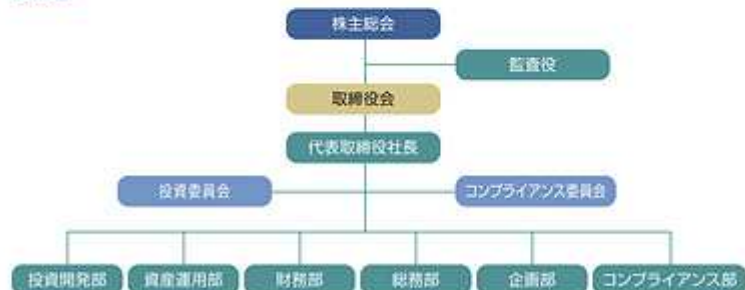 株主総会
監査役
取締役会
代表取締役社長
投資委員会
コンプライアンス委員会
投資開発部
資産運用部
財務部
総務部
企画部
コンプライアンス部